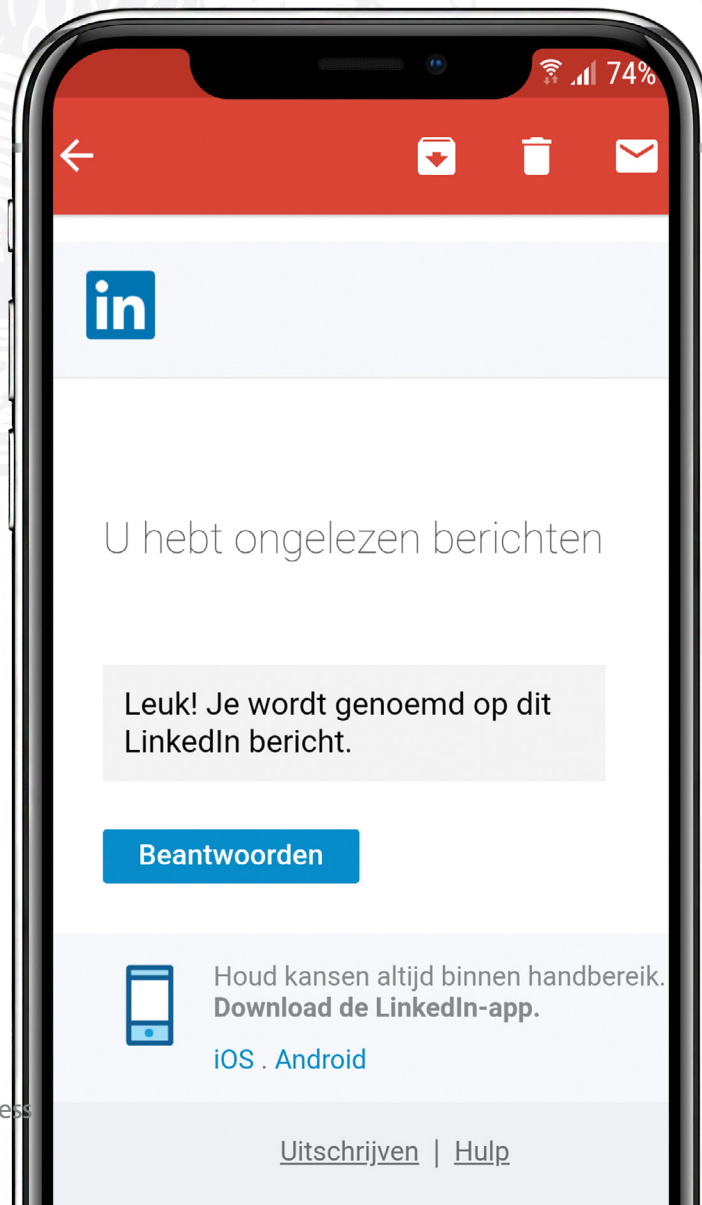 74%
in
U hebt ongelezen berichten
Leuk! Je wordt genoemd op dit
LinkedIn bericht.
Beantwoorden
Houd kansen altijd binnen handbereik.
Download de LinkedIn-app.
iOS . Android
ess
Uitschrijven | Hulp